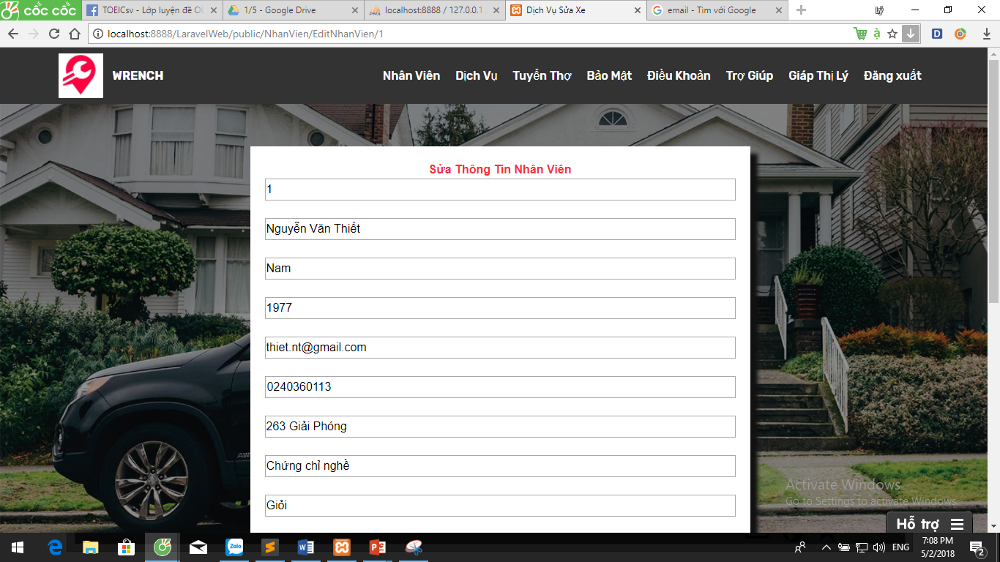 cốc cốc
TOEICsv - Lớp luyện đề O
1/5 - Google Drive
PMA
localhost:8888 / 127.0.0.1
Dịch Vụ Sửa Xe
email - Tìm với Google
localhost:8888/LaravelWeb/public/NhanVien/EditNhanVien/1
WRENCH
Nhân Viên Dịch Vụ Tuyển Thợ Bảo Mật Điều Khoản Trợ Giúp Giáp Thị Lý Đăng xuất
Sửa Thông Tin Nhân Viên
1
Nguyễn Văn Thiết
Nam
1977
thiet.nt@gmail.com
0240360113
263 Giải Phóng
Chứng chỉ nghề
Giỏi
Activate Windows
Go to Settings to activate Windows.
Hỗ trợ
Zalo
ENG
7:08 PM
5/2/2018
2